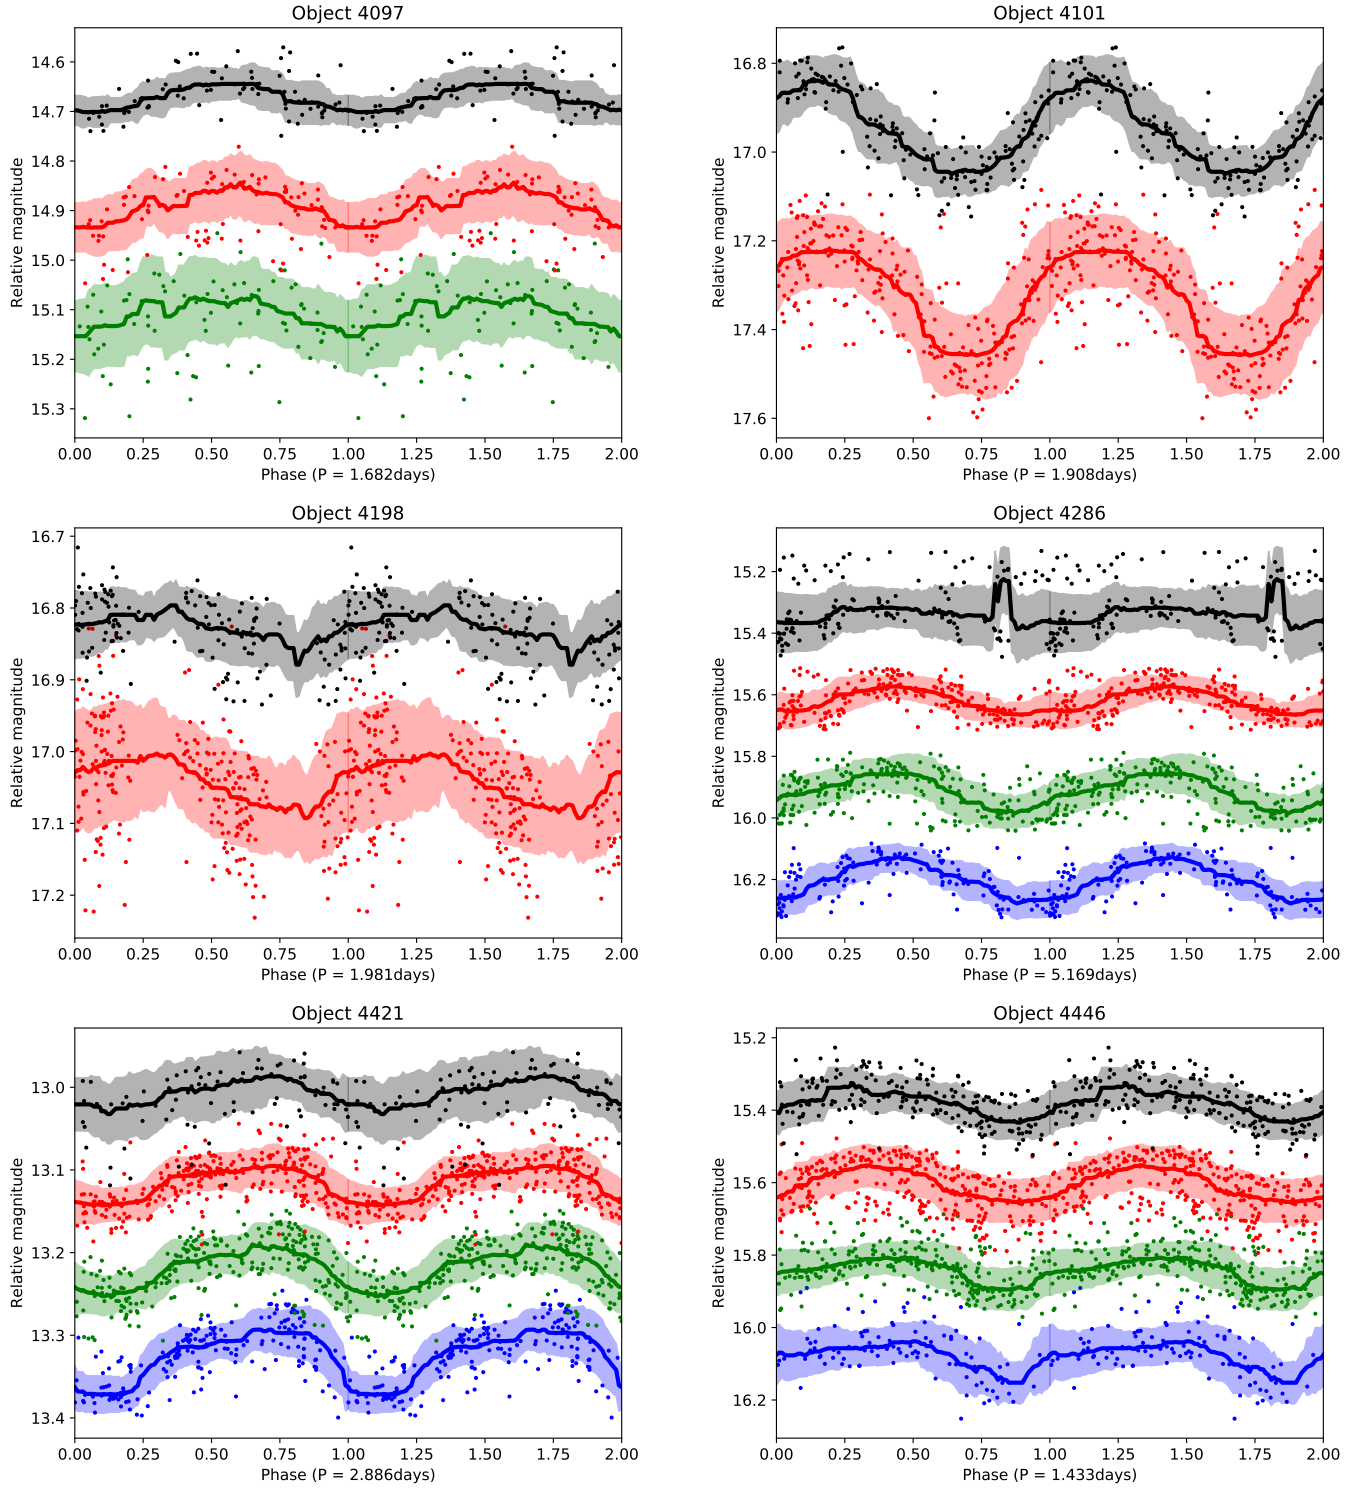 Object 4097
14.6
14.7
14.8
14.9
15.0
15.1
15.2
15.3
Relative magnitude
0.00 0.25 0.50 0.75 1.00 1.25 1.50 1.75 2.00
Phase (P = 1.682days)
Object 4101
16.8
17.0
17.2
17.4
17.6
Relative magnitude
0.00 0.25 0.50 0.75 1.00 1.25 1.50 1.75 2.00
Phase (P = 1.908days)
Object 4198
16.7
16.8
16.9
17.0
17.1
17.2
Relative magnitude
0.00 0.25 0.50 0.75 1.00 1.25 1.50 1.75 2.00
Phase (P = 1.981days)
Object 4286
15.2
15.4
15.6
15.8
16.0
16.2
Relative magnitude
0.00 0.25 0.50 0.75 1.00 1.25 1.50 1.75 2.00
Phase (P = 5.169days)
Object 4421
13.0
13.1
13.2
13.3
13.4
Relative magnitude
0.00 0.25 0.50 0.75 1.00 1.25 1.50 1.75 2.00
Phase (P = 2.886days)
Object 4446
15.2
15.4
15.6
15.8
16.0
16.2
Relative magnitude
0.00 0.25 0.50 0.75 1.00 1.25 1.50 1.75 2.00
Phase (P = 1.433days)